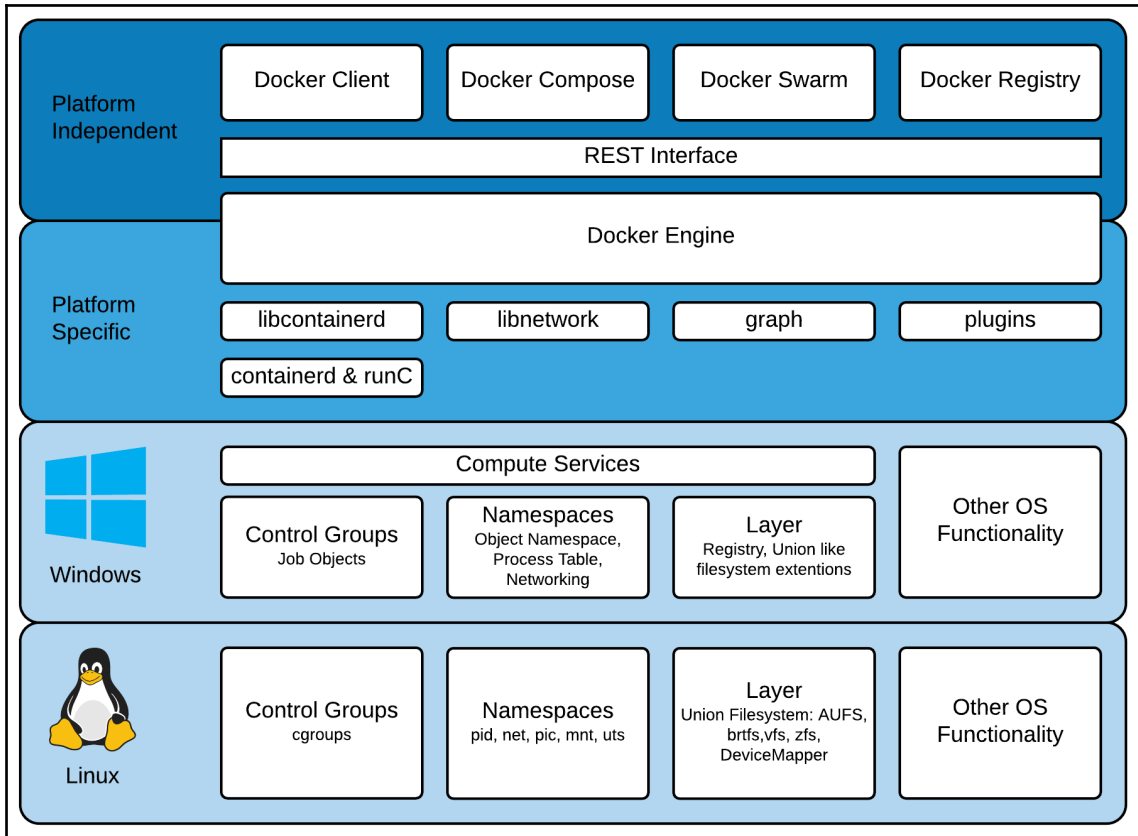 Platform
Independent
Docker Client
Docker Compose
Docker Swarm
Docker Registry
REST Interface
Docker Engine
Platform
Specific
libcontainerd
libnetwork
graph
plugins
containerd & runC
Windows
Compute Services
Control Groups
Job Objects
Namespaces
Object Namespace,
Process Table,
Networking
Layer
Registry, Union like
filesystem extentions
Other OS
Functionality
Linux
Control Groups
cgroups
Namespaces
pid, net, pic, mnt, uts
Layer
Union Filesystem: AUFS,
brtfs,vfs, zfs,
DeviceMapper
Other OS
Functionality